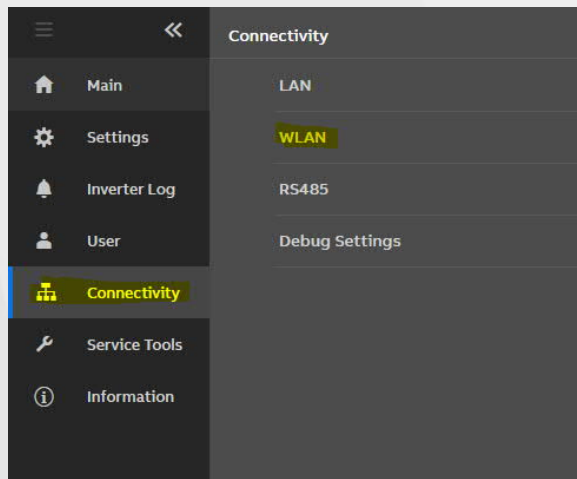 Connectivity
Main
LAN
Settings
WLAN
Inverter Log
RS485
User
Debug Settings
Connectivity
Service Tools
Information